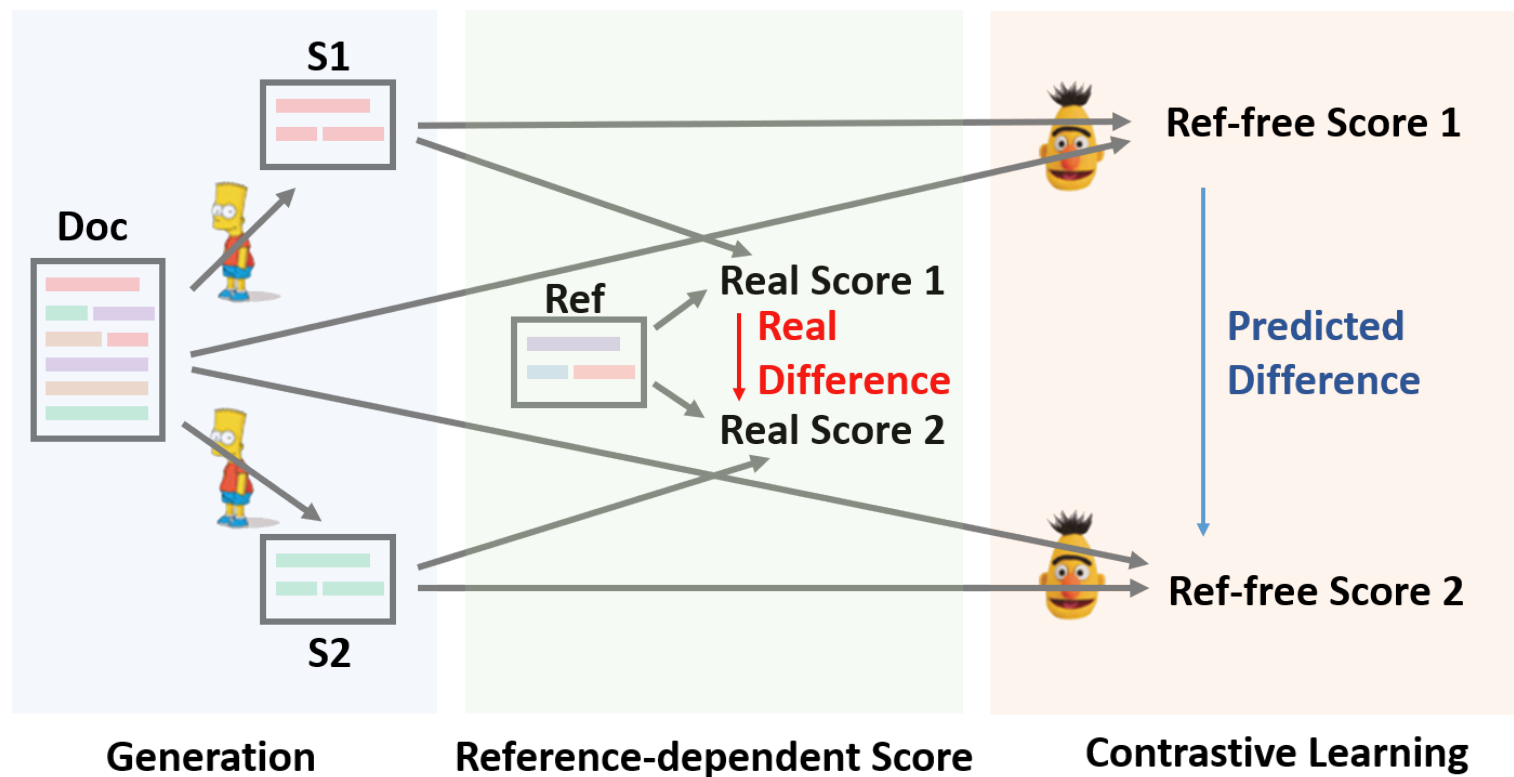 S1
Doc
S2
Generation
Ref
Real Score 1
Real
Difference
Real Score 2
Reference-dependent Score
Ref-free Score 1
Predicted
Difference
Ref-free Score 2
Contrastive Learning